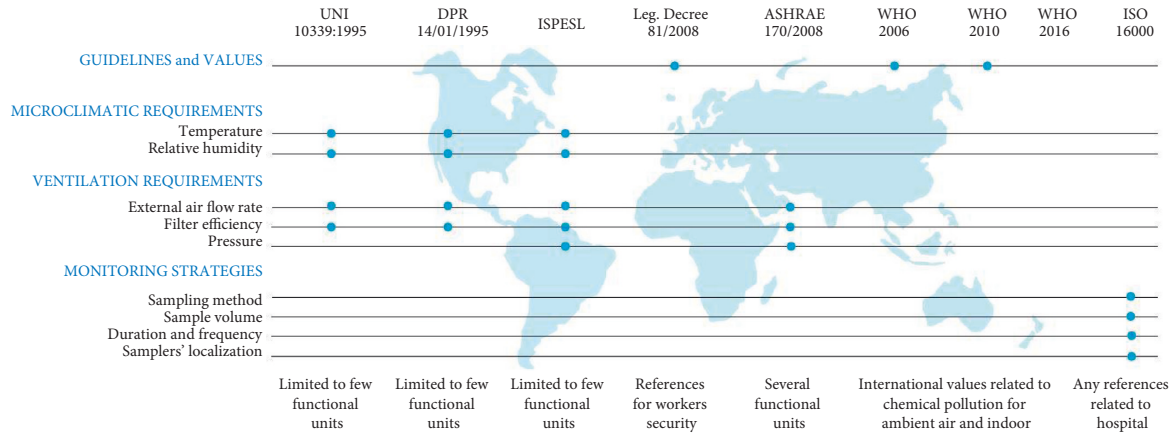 UNI
10339:1995
DPR
14/01/1995
ISPESL
Leg. Decree
81/2008
ASHRAE
170/2008
WHO
2006
WHO
2010
WHO
2016
ISO
16000
GUIDELINES and VALUES
MICROCLIMATIC REQUIREMENTS
Temperature
Relative humidity
VENTILATION REQUIREMENTS
External air flow rate
Filter efficiency
Pressure
MONITORING STRATEGIES
Sampling method
Sample volume
Duration and frequency
Samplers' localization
Limited to few
functional
units
Limited to few
functional
units
Limited to few
functional
units
References
for workers
security
Several
functional
units
International values related to
chemical pollution for
ambient air and indoor
Any references
related to
hospital